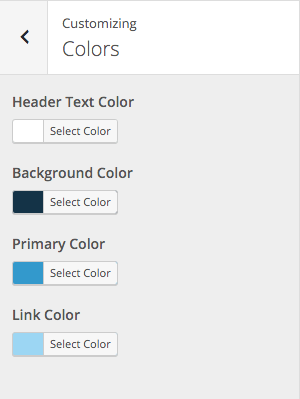 Customizing
Colors
Header Text Color
Select Color
Background Color
Select Color
Primary Color
Select Color
Link Color
Select Color